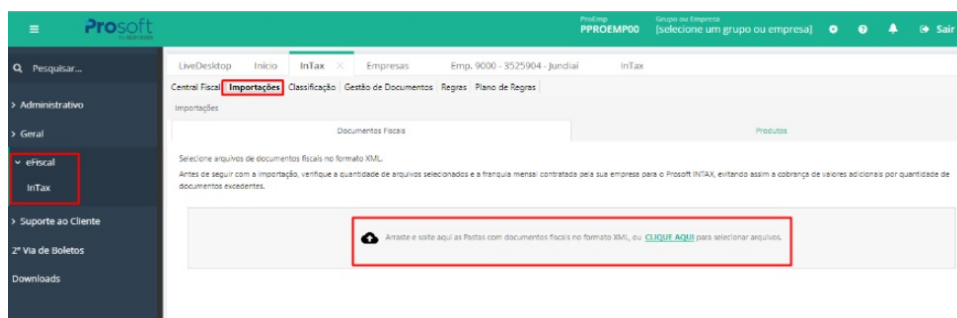 Prosoft
ProEmp
PPROEMP00
Grupo ou Empresa
[selecione um grupo ou empresa]
Sair
Pesquisar...
Administrativo
Geral
eFiscal
InTax
Suporte ao Cliente
2ª Via de Boletos
Downloads
LiveDesktop Início InTax Empresas Emp. 9000 - 3525904 - Jundiaí InTax
Central Fiscal Importações Classificação Gestão de Documentos Regras Plano de Regras
Importações
Documentos Fiscais Produtos
Selecione arquivos de documentos fiscais no formato XML.
Antes de seguir com a importação, verifique a quantidade de arquivos selecionados e a franquia mensal contratada pela sua empresa para o Prosoft INTAX, evitando assim a cobrança de valores adicionais por quantidade de
documentos excedentes.
Arraste e solte aqui as Pastas com documentos fiscais no formato XML, ou CLIQUE AQUI para selecionar arquivos.